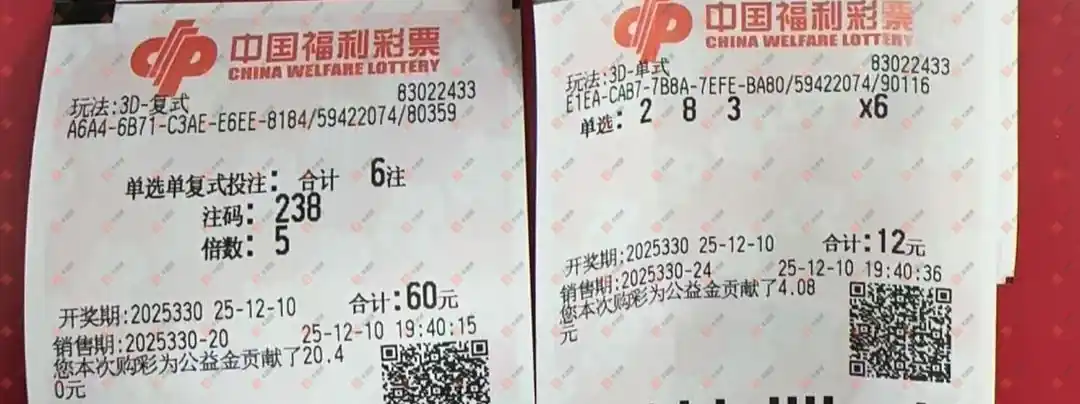 中国福利彩票
CHINA WELFARE LOTTERY
玩法:3D-复式
83022433
A6A4-6B71-C3AE-E6EE-8184/59422074/80359
单选单复式投注: 合计 6注
注码: 238
倍数: 5
开奖期:2025330 25-12-10 合计:60元
销售期:2025330-20 25-12-10 19:40:15
您本次购彩为公益金贡献了20.4
0元
中国福利彩票
CHINA WELFARE LOTTERY
玩法:3D-单式
83022433
E1EA-CAB7-7B8A-7EFE-BA80/59422074/90116
单选: 2 8 3 x6
开奖期:2025330 25-12-10 合计:12元
销售期:2025330-24 25-12-10 19:40:36
您本次购彩为公益金贡献了4.08
元